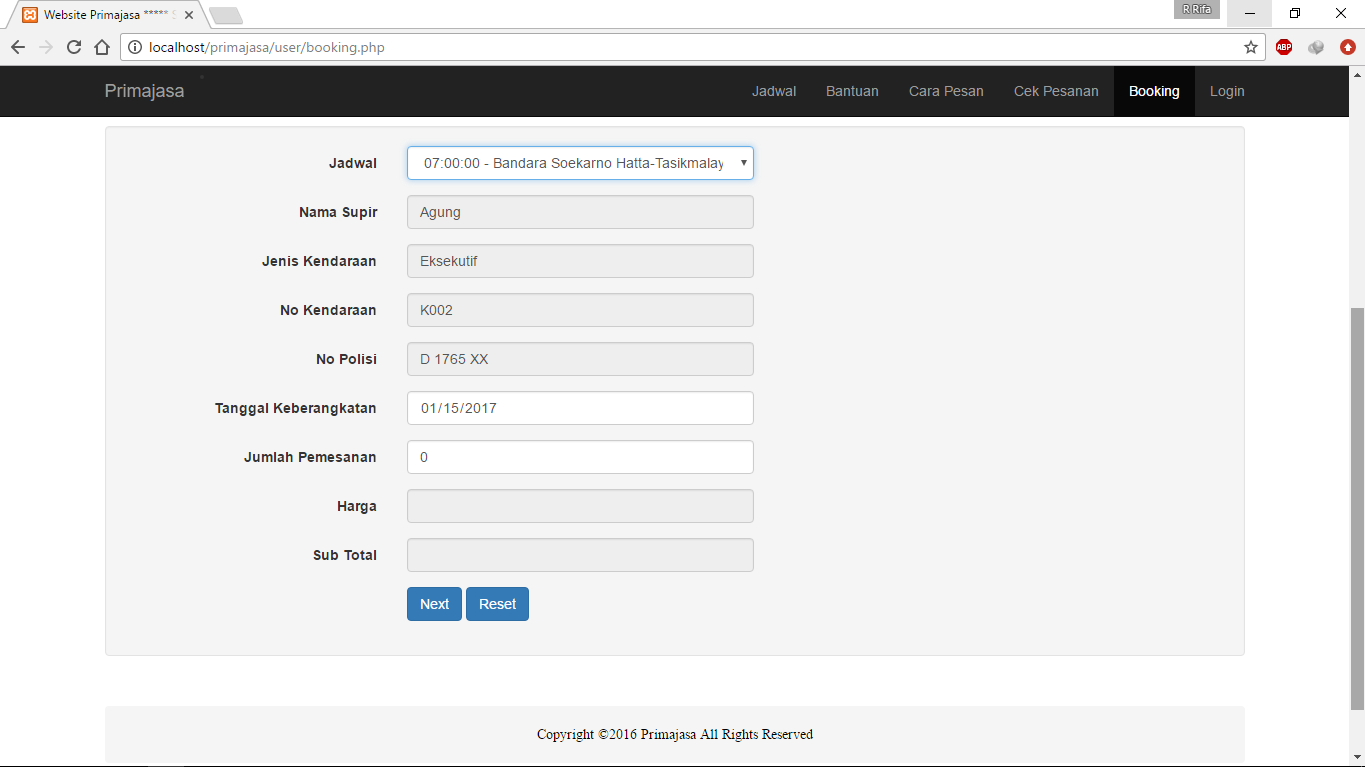 Website Primajasa *****
R Rifa
localhost/primajasa/user/booking.php
ABP
Primajasa Jadwal Bantuan Cara Pesan Cek Pesanan Booking Login
Jadwal 07:00:00 - Bandara Soekarno Hatta-Tasikmalay
Nama Supir Agung
Jenis Kendaraan Eksekutif
No Kendaraan K002
No Polisi D 1765 XX
Tanggal Keberangkatan 01/15/2017
Jumlah Pemesanan 0
Harga
Sub Total
Next Reset
Copyright ©2016 Primajasa All Rights Reserved